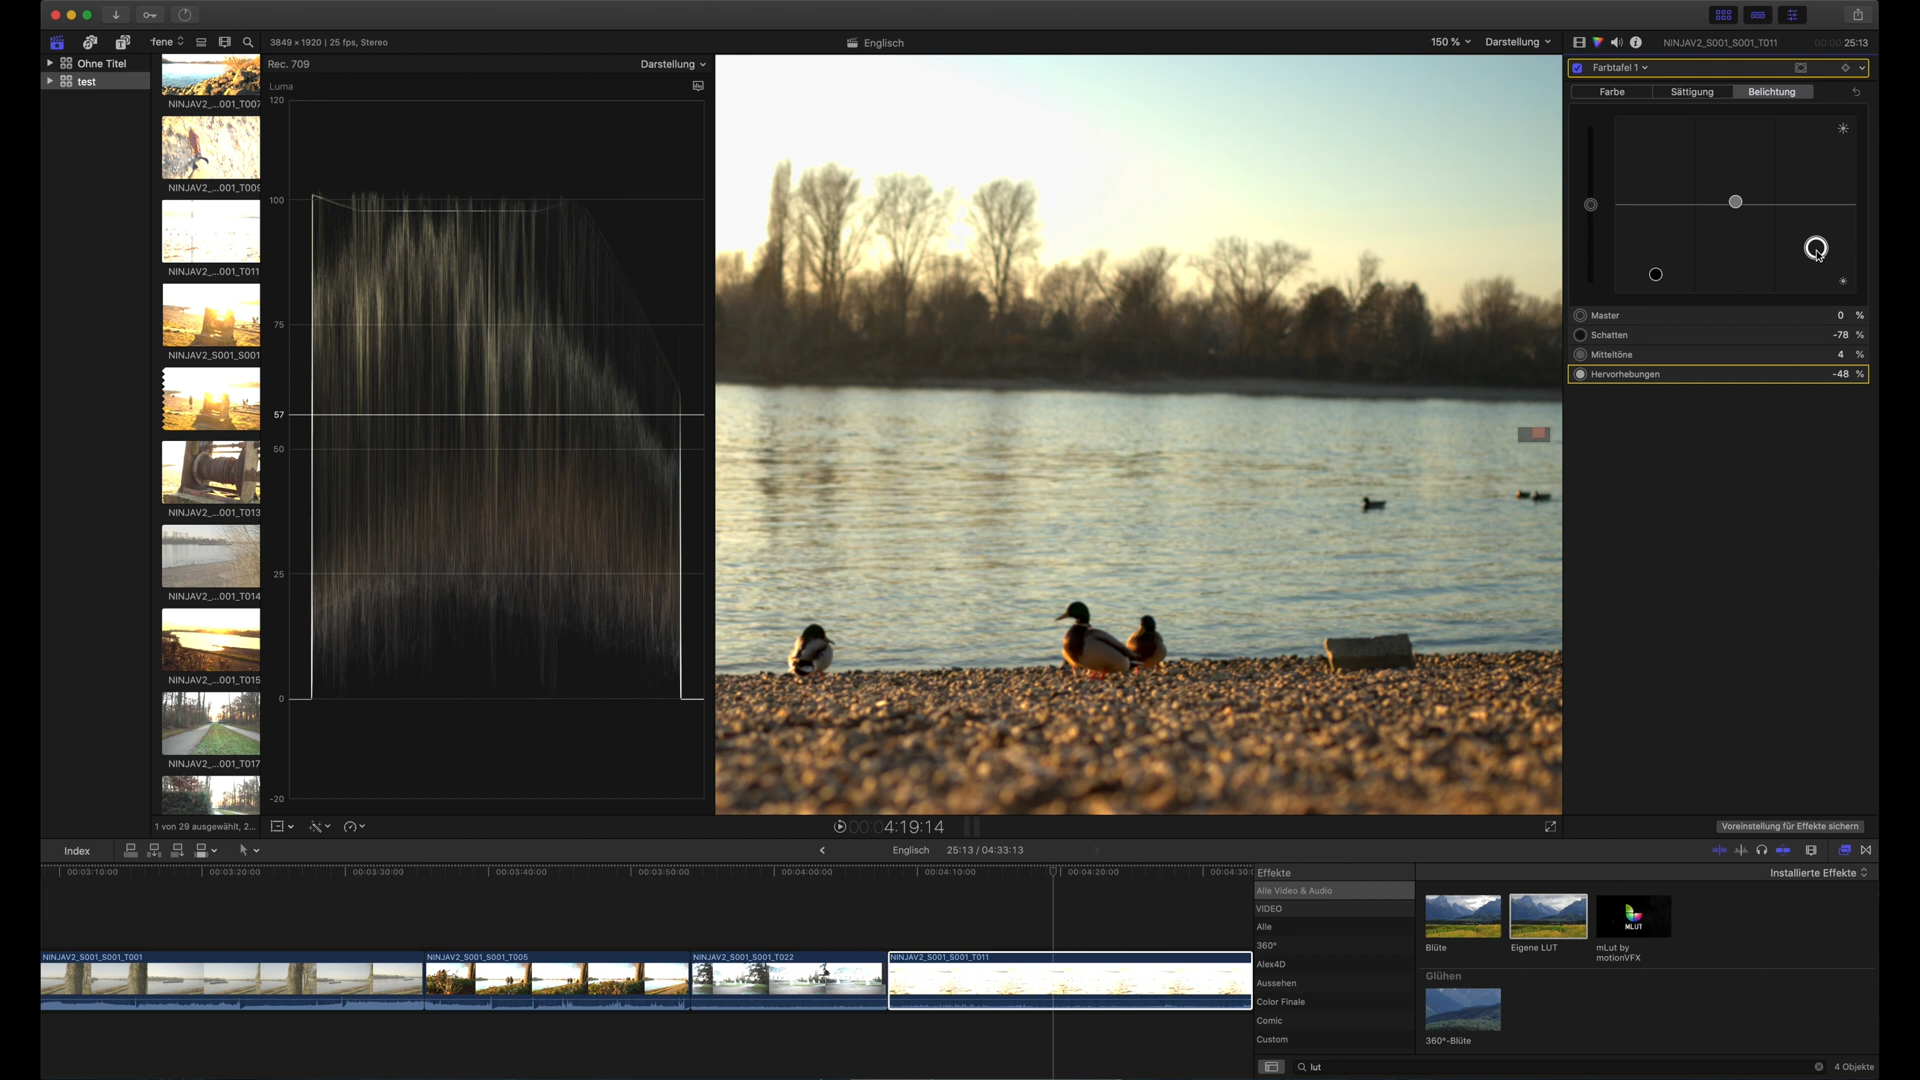 :fene
3849 × 1920 | 25 fps, Stereo
Englisch
150 %
Darstellung
NINJAV2_S001_S001_T011
00:00:25:13
Ohne Titel
test
NINJAV2_...001_T007
NINJAV2_...001_T009
NINJAV2_...001_T011
NINJAV2_S001_S001
NINJAV2_...001_T013
NINJAV2_...001_T014
NINJAV2_...001_T015
NINJAV2_...001_T017
1 von 29 ausgewählt, 2...
Rec. 709
Darstellung
Luma
120
100
75
57
50
25
0
-20
Farbtafel 1
Farbe
Sättigung
Belichtung
Master 0 %
Schatten -78 %
Mitteltöne 4 %
Hervorhebungen -48 %
00:04:19:14
Voreinstellung für Effekte sichern
Index
Englisch 25:13 / 04:33:13
00:03:10:00
00:03:20:00
00:03:30:00
00:03:40:00
00:03:50:00
00:04:00:00
00:04:10:00
00:04:20:00
00:04:30:0
NINJAV2_S001_S001_T001
NINJAV2_S001_S001_T005
NINJAV2_S001_S001_T022
NINJAV2_S001_S001_T011
Effekte
Installierte Effekte
Alle Video & Audio
VIDEO
Alle
360°
Alex4D
Aussehen
Color Finale
Comic
Custom
MLUT
Blüte
Eigene LUT
mLut by
motionVFX
Glühen
360°-Blüte
lut
4 Objekte